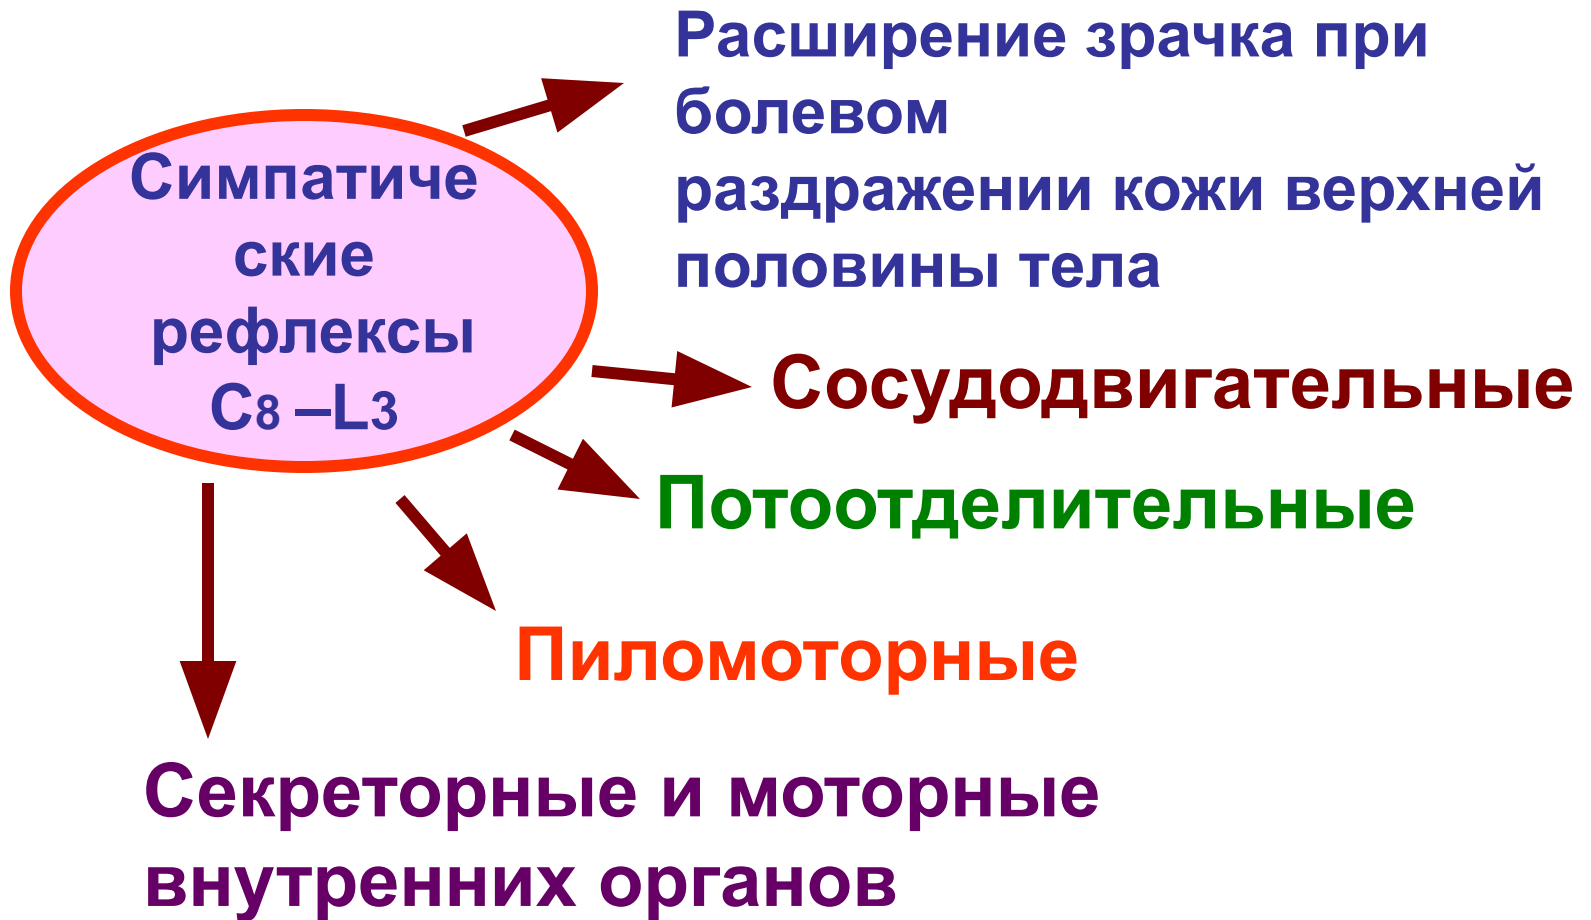 Симпатиче
ские
рефлексы
С8 –L3
Расширение зрачка при
болевом
раздражении кожи верхней
половины тела
Сосудодвигательные
Потоотделительные
Пиломоторные
Секреторные и моторные
внутренних органов